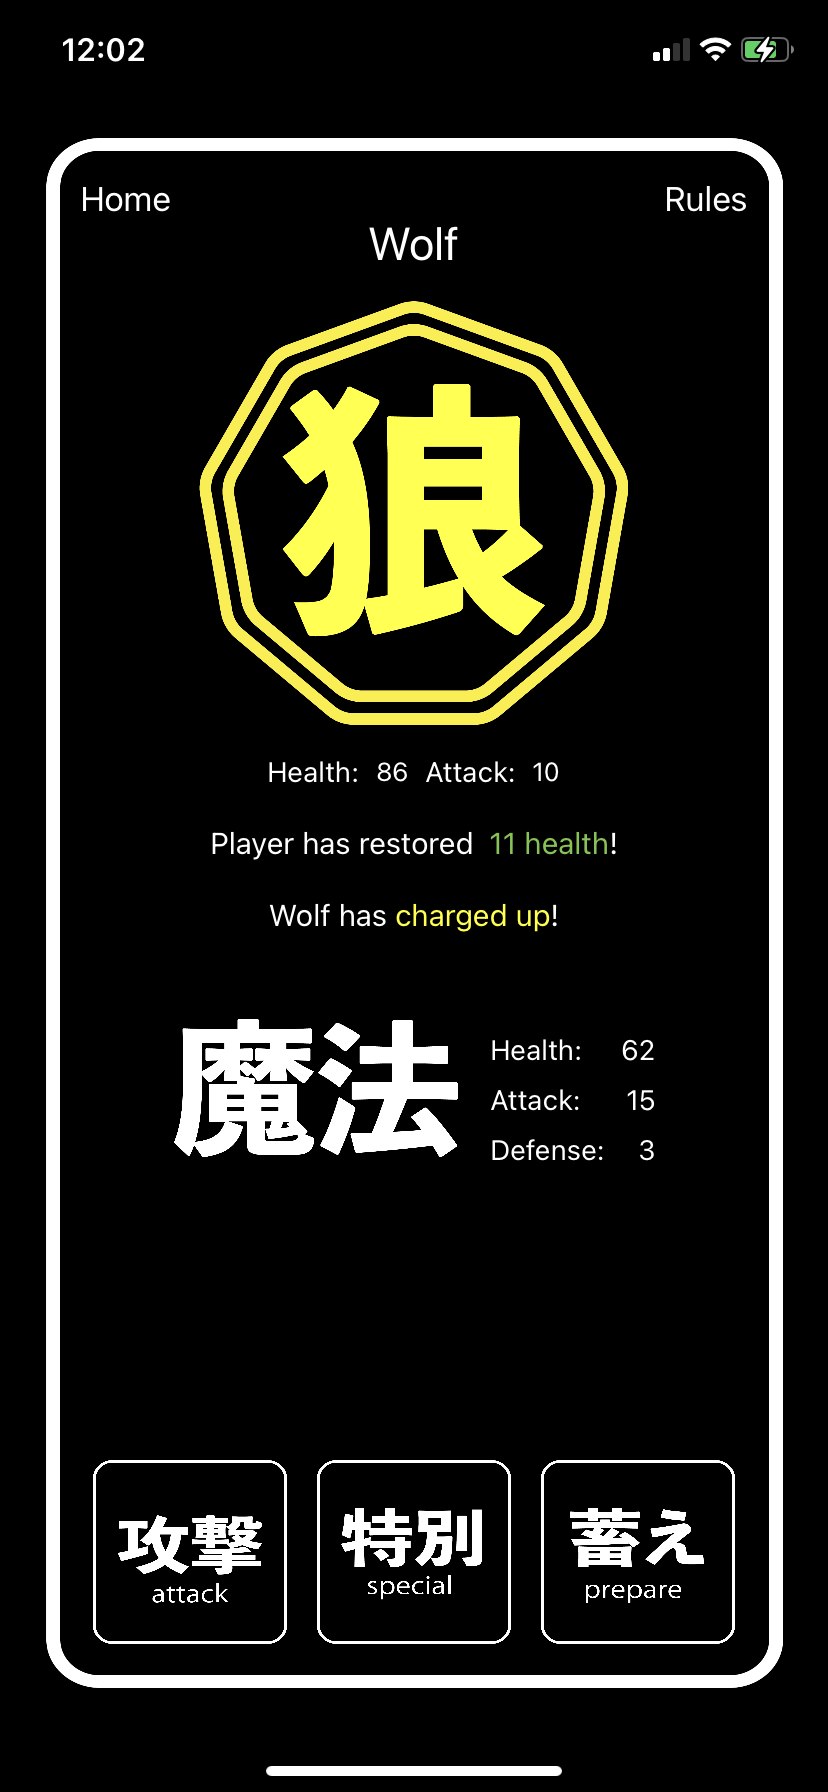 12:02
Home Rules
Wolf
狼
Health: 86 Attack: 10
Player has restored 11 health!
Wolf has charged up!
魔法
Health: 62
Attack: 15
Defense: 3
攻撃
attack
特別
special
蓄え
prepare